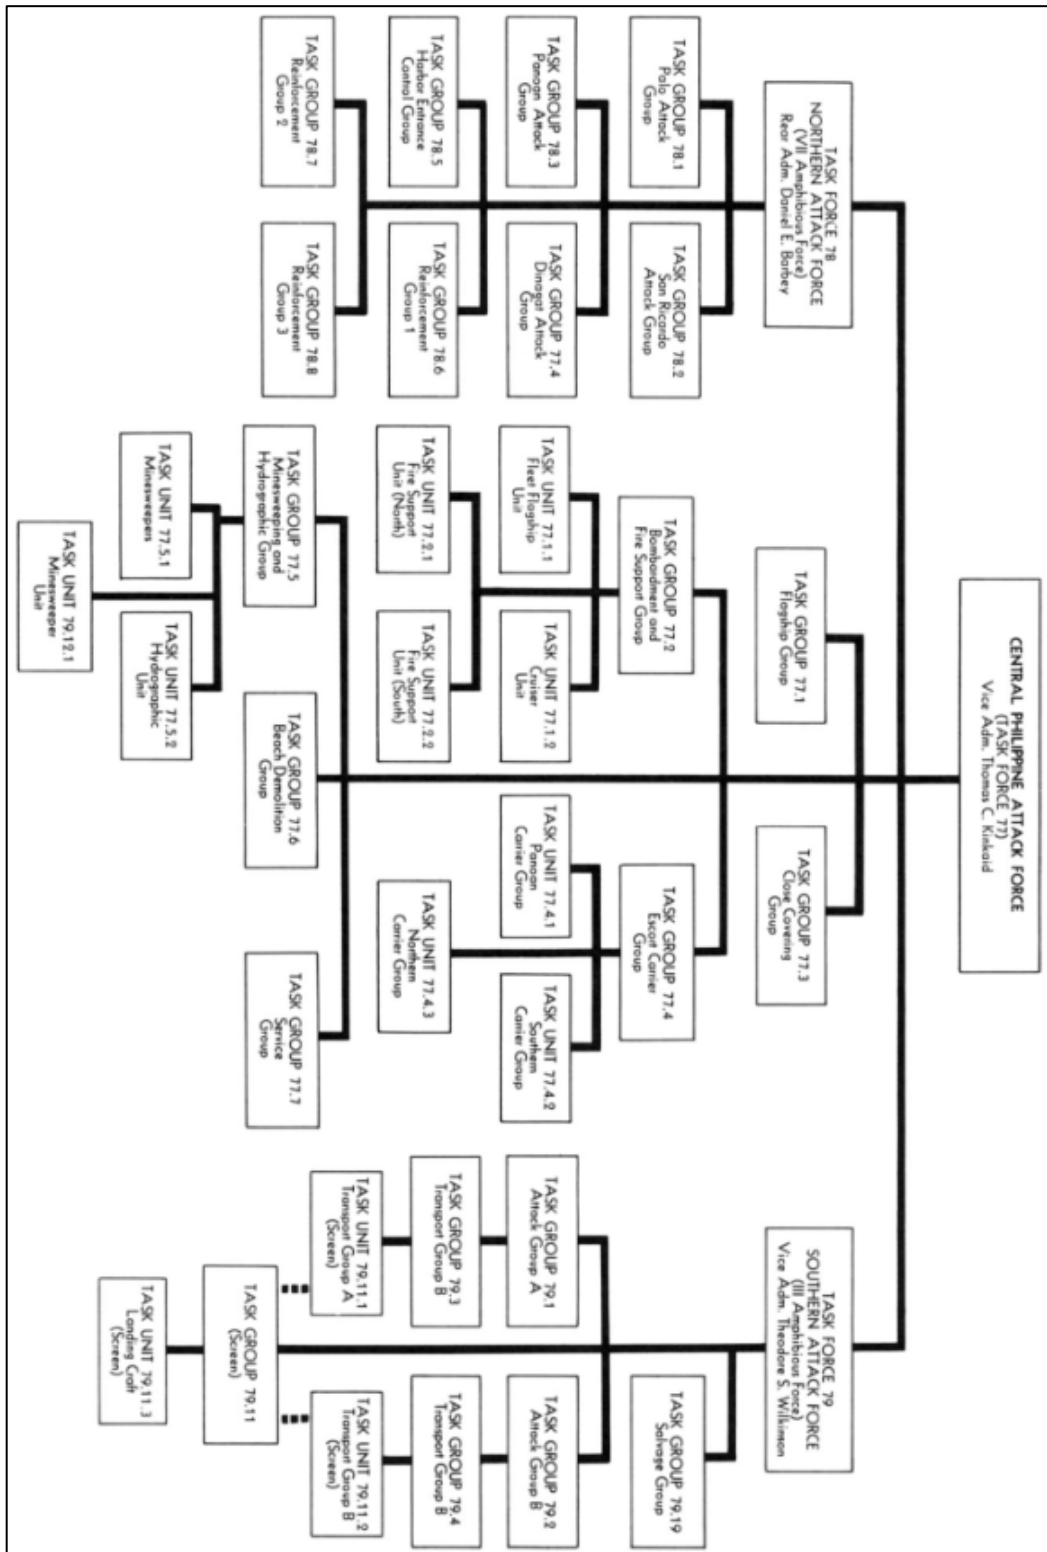 CENTRAL PHILIPPINE ATTACK FORCE
(TASK FORCE 77)
Vice Adm. Thomas C. Kinkaid
TASK GROUP 77.1
Flagship Group
TASK GROUP 77.3
Close Covering
Group
TASK FORCE 78
NORTHERN ATTACK FORCE
(VII Amphibious Force)
Rear Adm. Daniel E. Barbey
TASK GROUP 78.1
Palo Attack
Group
TASK GROUP 78.2
San Ricardo
Attack Group
TASK GROUP 78.3
Panaon Attack
Group
TASK GROUP 77.4
Dinagat Attack
Group
TASK GROUP 78.5
Harbor Entrance
Control Group
TASK GROUP 78.6
Reinforcement
Group 1
TASK GROUP 78.7
Reinforcement
Group 2
TASK GROUP 78.8
Reinforcement
Group 3
TASK GROUP 77.2
Bombardment and
Fire Support Group
TASK UNIT 77.1.1
Fleet Flagship
Unit
TASK UNIT 77.1.2
Cruiser
Unit
TASK UNIT 77.2.1
Fire Support
Unit (North)
TASK UNIT 77.2.2
Fire Support
Unit (South)
TASK GROUP 77.4
Escort Carrier
Group
TASK UNIT 77.4.1
Panaon
Carrier Group
TASK UNIT 77.4.2
Southern
Carrier Group
TASK UNIT 77.4.3
Northern
Carrier Group
TASK GROUP 77.5
Minesweeping and
Hydrographic Group
TASK UNIT 77.5.1
Minesweepers
TASK UNIT 77.5.2
Hydrographic
Unit
TASK UNIT 79.12.1
Minesweeper
Unit
TASK GROUP 77.6
Beach Demolition
Group
TASK GROUP 77.7
Service
Group
TASK FORCE 79
SOUTHERN ATTACK FORCE
(III Amphibious Force)
Vice Adm. Theodore S. Wilkinson
TASK GROUP 79.19
Salvage Group
TASK GROUP 79.1
Attack Group A
TASK GROUP 79.2
Attack Group B
TASK GROUP 79.3
Transport Group B
TASK GROUP 79.4
Transport Group B
TASK UNIT 79.11.1
Transport Group A
(Screen)
TASK UNIT 79.11.2
Transport Group B
(Screen)
TASK GROUP 79.11
(Screen)
TASK UNIT 79.11.3
Landing Craft
(Screen)